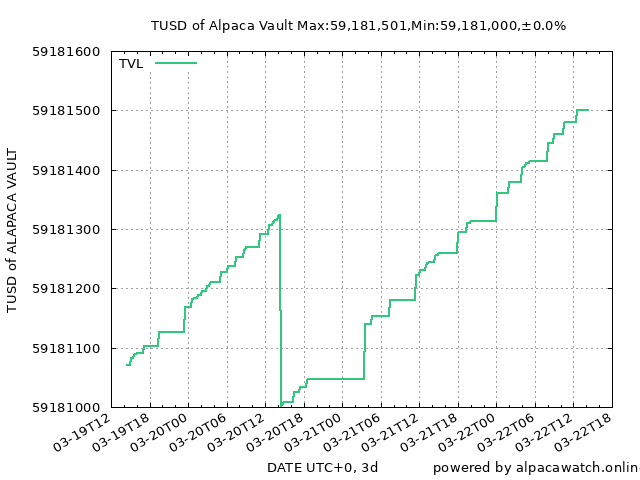 TUSD of Alpaca Vault Max:59,181,501,Min:59,181,000,±0.0%
TVL
59181600
59181500
59181400
59181300
59181200
59181100
59181000
TUSD of ALAPACA VAULT
03-19T12
03-19T18
03-20T00
03-20T06
03-20T12
03-21T00
03-21T06
03-21T12
03-21T18
03-22T00
03-22T06
03-22T12
03-22T18
DATE UTC+0, 3d
powered by alpacawatch.online